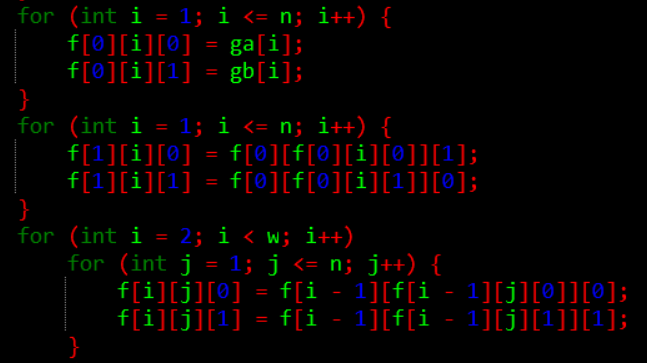 for (int i = 1; i <= n; i++) {
    f[0][i][0] = ga[i];
    f[0][i][1] = gb[i];
}
for (int i = 1; i <= n; i++) {
    f[1][i][0] = f[0][f[0][i][0]][1];
    f[1][i][1] = f[0][f[0][i][1]][0];
}
for (int i = 2; i < w; i++)
    for (int j = 1; j <= n; j++) {
        f[i][j][0] = f[i - 1][f[i - 1][j][0]][0];
        f[i][j][1] = f[i - 1][f[i - 1][j][1]][1];
    }